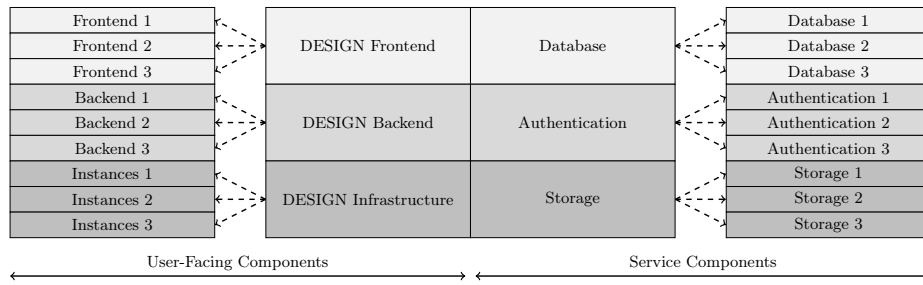 Frontend 1
Frontend 2
Frontend 3
Backend 1
Backend 2
Backend 3
Instances 1
Instances 2
Instances 3
DESIGN Frontend
DESIGN Backend
DESIGN Infrastructure
Database
Authentication
Storage
Database 1
Database 2
Database 3
Authentication 1
Authentication 2
Authentication 3
Storage 1
Storage 2
Storage 3
User-Facing Components
Service Components